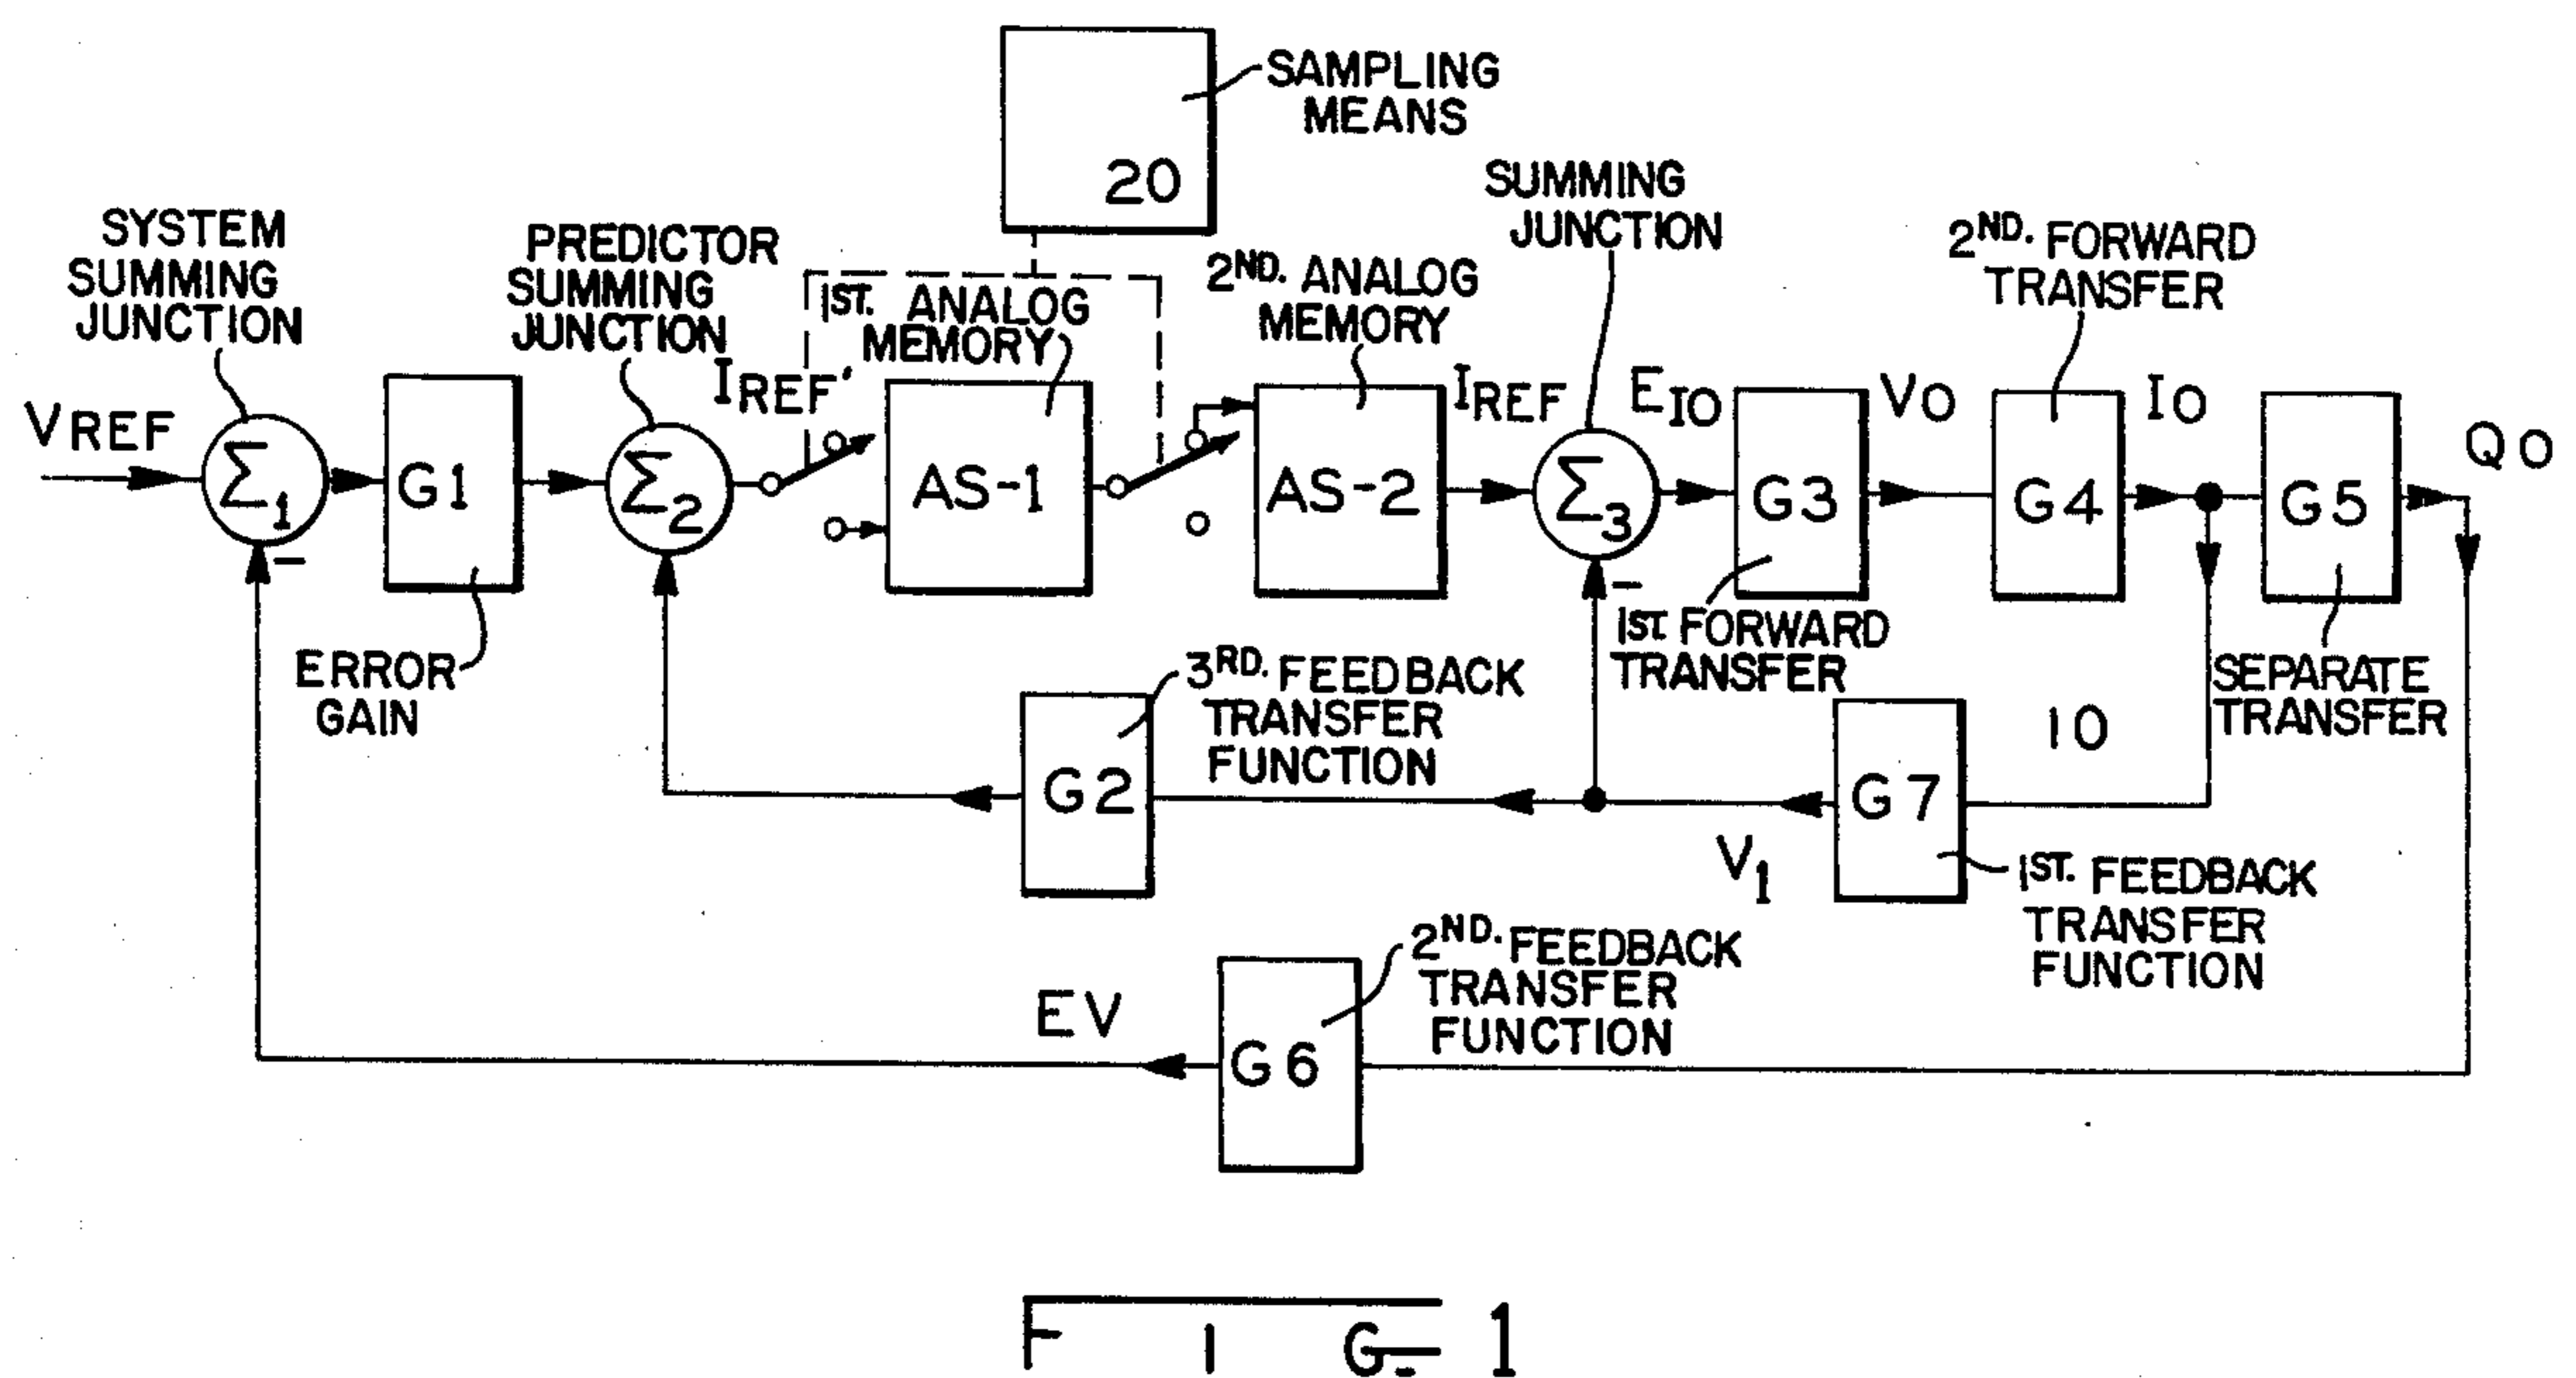 SAMPLING
MEANS
20
SYSTEM
SUMMING
JUNCTION
PREDICTOR
SUMMING
JUNCTION
1ST. ANALOG
MEMORY
2ND. ANALOG
MEMORY
SUMMING
JUNCTION
2ND. FORWARD
TRANSFER
VREF
Σ1
-
G1
Σ2
IREF'
AS-1
AS-2
IREF
Σ3
-
EIO
G3
VO
G4
IO
G5
QO
ERROR
GAIN
1ST. FORWARD
TRANSFER
SEPARATE
TRANSFER
3RD. FEEDBACK
TRANSFER
FUNCTION
G2
10
G7
V1
1ST. FEEDBACK
TRANSFER
FUNCTION
2ND. FEEDBACK
TRANSFER
FUNCTION
EV
G6
FIG-1